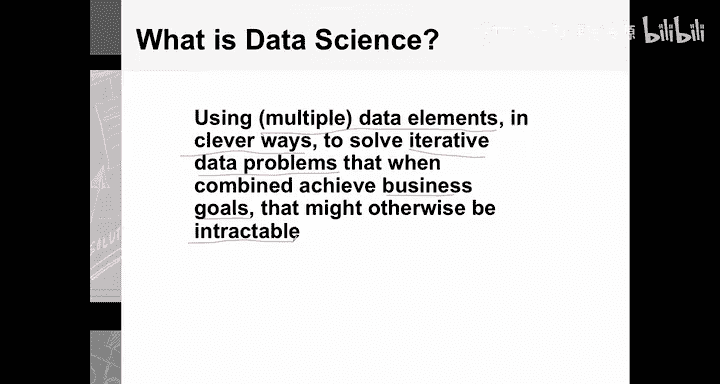 What is Data Science?
bilibili
Using (multiple) data elements, in
clever ways, to solve iterative
data problems that when
combined achieve business
goals, that might otherwise be
intractable